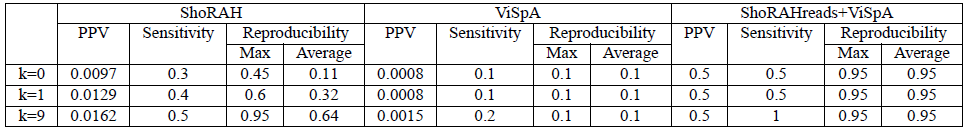 ShoRAH ViSpA ShoRAHreads+ViSpA
PPV Sensitivity Reproducibility PPV Sensitivity Reproducibility PPV Sensitivity Reproducibility
Max Average Max Average Max Average
k=0 0.0097 0.3 0.45 0.11 0.0008 0.1 0.1 0.1 0.5 0.5 0.95 0.95
k=1 0.0129 0.4 0.6 0.32 0.0008 0.1 0.1 0.1 0.5 0.5 0.95 0.95
k=9 0.0162 0.5 0.95 0.64 0.0015 0.2 0.1 0.1 0.5 1 0.95 0.95